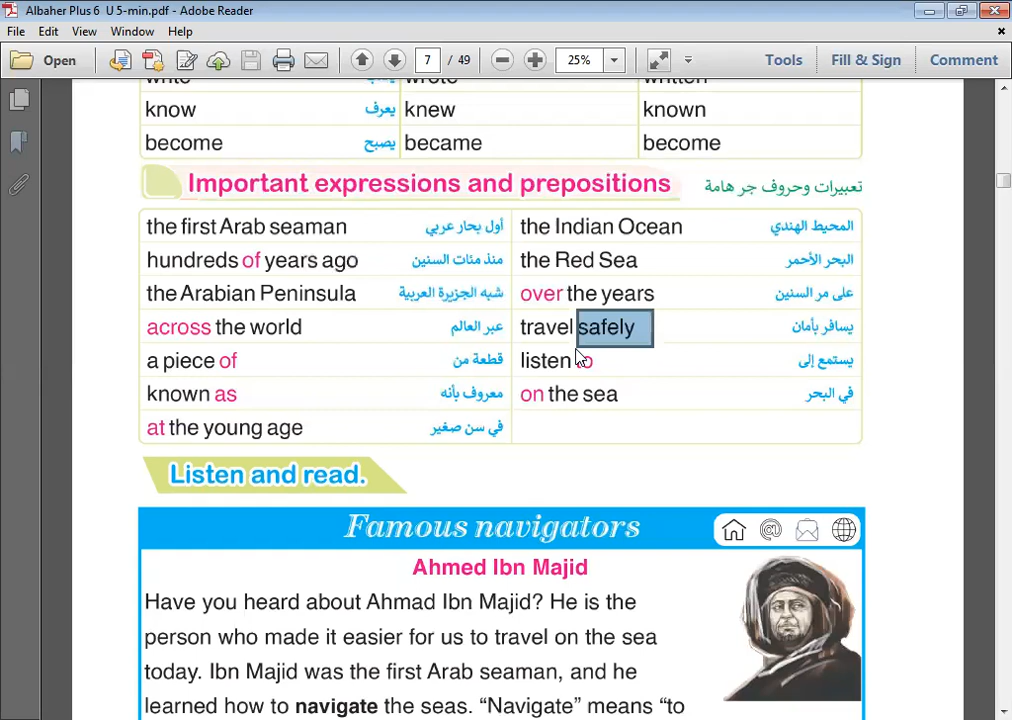 Albaher Plus 6 U 5-min.pdf - Adobe Reader
File Edit View Window Help
Open 7 / 49 25% Tools Fill & Sign Comment
write يكتب wrote written
know يعرف knew known
become يصبح became become
Important expressions and prepositions تعبيرات وحروف جر هامة
the first Arab seaman أول بحار عربي the Indian Ocean المحيط الهندي
hundreds of years ago منذ مئات السنين the Red Sea البحر الأحمر
the Arabian Peninsula شبه الجزيرة العربية over the years على مر السنين
across the world عبر العالم travel safely يسافر بأمان
a piece of قطعة من listen to يستمع إلى
known as معروف بأنه on the sea في البحر
at the young age في سن صغير
Listen and read.
Famous navigators
Ahmed Ibn Majid
Have you heard about Ahmad Ibn Majid? He is the
person who made it easier for us to travel on the sea
today. Ibn Majid was the first Arab seaman, and he
learned how to navigate the seas. “Navigate” means “to